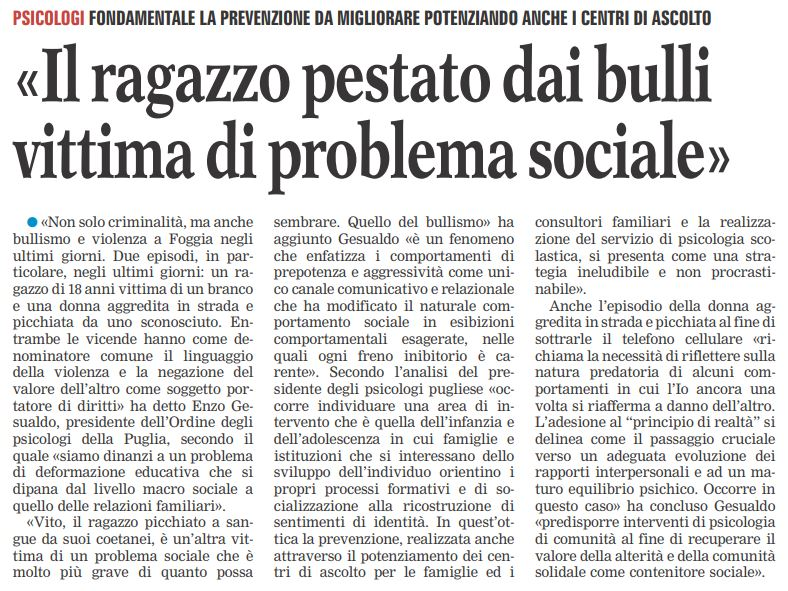 PSICOLOGI FONDAMENTALE LA PREVENZIONE DA MIGLIORARE POTENZIANDO ANCHE I CENTRI DI ASCOLTO
«Il ragazzo pestato dai bulli
vittima di problema sociale»
«Non solo criminalità, ma anche
bullismo e violenza a Foggia negli
ultimi giorni. Due episodi, in par-
ticolare, negli ultimi giorni: un ra-
gazzo di 18 anni vittima di un branco
e una donna aggredita in strada e
picchiata da uno sconosciuto. En-
trambe le vicende hanno come de-
nominatore comune il linguaggio
della violenza e la negazione del
valore dell'altro come soggetto por-
tatore di diritti» ha detto Enzo Ge-
sualdo, presidente dell'Ordine degli
psicologi della Puglia, secondo il
quale «siamo dinanzi a un problema
di deformazione educativa che si
dipana dal livello macro sociale a
quello delle relazioni familiari».
«Vito, il ragazzo picchiato a san-
gue da suoi coetanei, è un'altra vit-
tima di un problema sociale che è
molto più grave di quanto possa
sembrare. Quello del bullismo» ha
aggiunto Gesualdo «è un fenomeno
che enfatizza i comportamenti di
prepotenza e aggressività come uni-
co canale comunicativo e relazionale
che ha modificato il naturale com-
portamento sociale in esibizioni
comportamentali esagerate, nelle
quali ogni freno inibitorio è ca-
rente». Secondo l'analisi del pre-
sidente degli psicologi pugliese «oc-
corre individuare una area di in-
tervento che è quella dell'infanzia e
dell'adolescenza in cui famiglie e
istituzioni che si interessano dello
sviluppo dell'individuo orientino i
propri processi formativi e di so-
cializzazione alla ricostruzione di
sentimenti di identità. In quest'ot-
tica la prevenzione, realizzata anche
attraverso il potenziamento dei cen-
tri di ascolto per le famiglie ed i
consultori familiari e la realizza-
zione del servizio di psicologia sco-
lastica, si presenta come una stra-
tegia ineludibile e non procrasti-
nabile».
Anche l'episodio della donna ag-
gredita in strada e picchiata al fine di
sottrarle il telefono cellulare «ri-
chiama la necessità di riflettere sulla
natura predatoria di alcuni com-
portamenti in cui l'Io ancora una
volta si riafferma a danno dell'altro.
L'adesione al “principio di realtà” si
delinea come il passaggio cruciale
verso un adeguata evoluzione dei
rapporti interpersonali e ad un ma-
turo equilibrio psichico. Occorre in
questo caso» ha concluso Gesualdo
«predisporre interventi di psicologia
di comunità al fine di recuperare il
valore della alterità e della comunità
solidale come contenitore sociale».